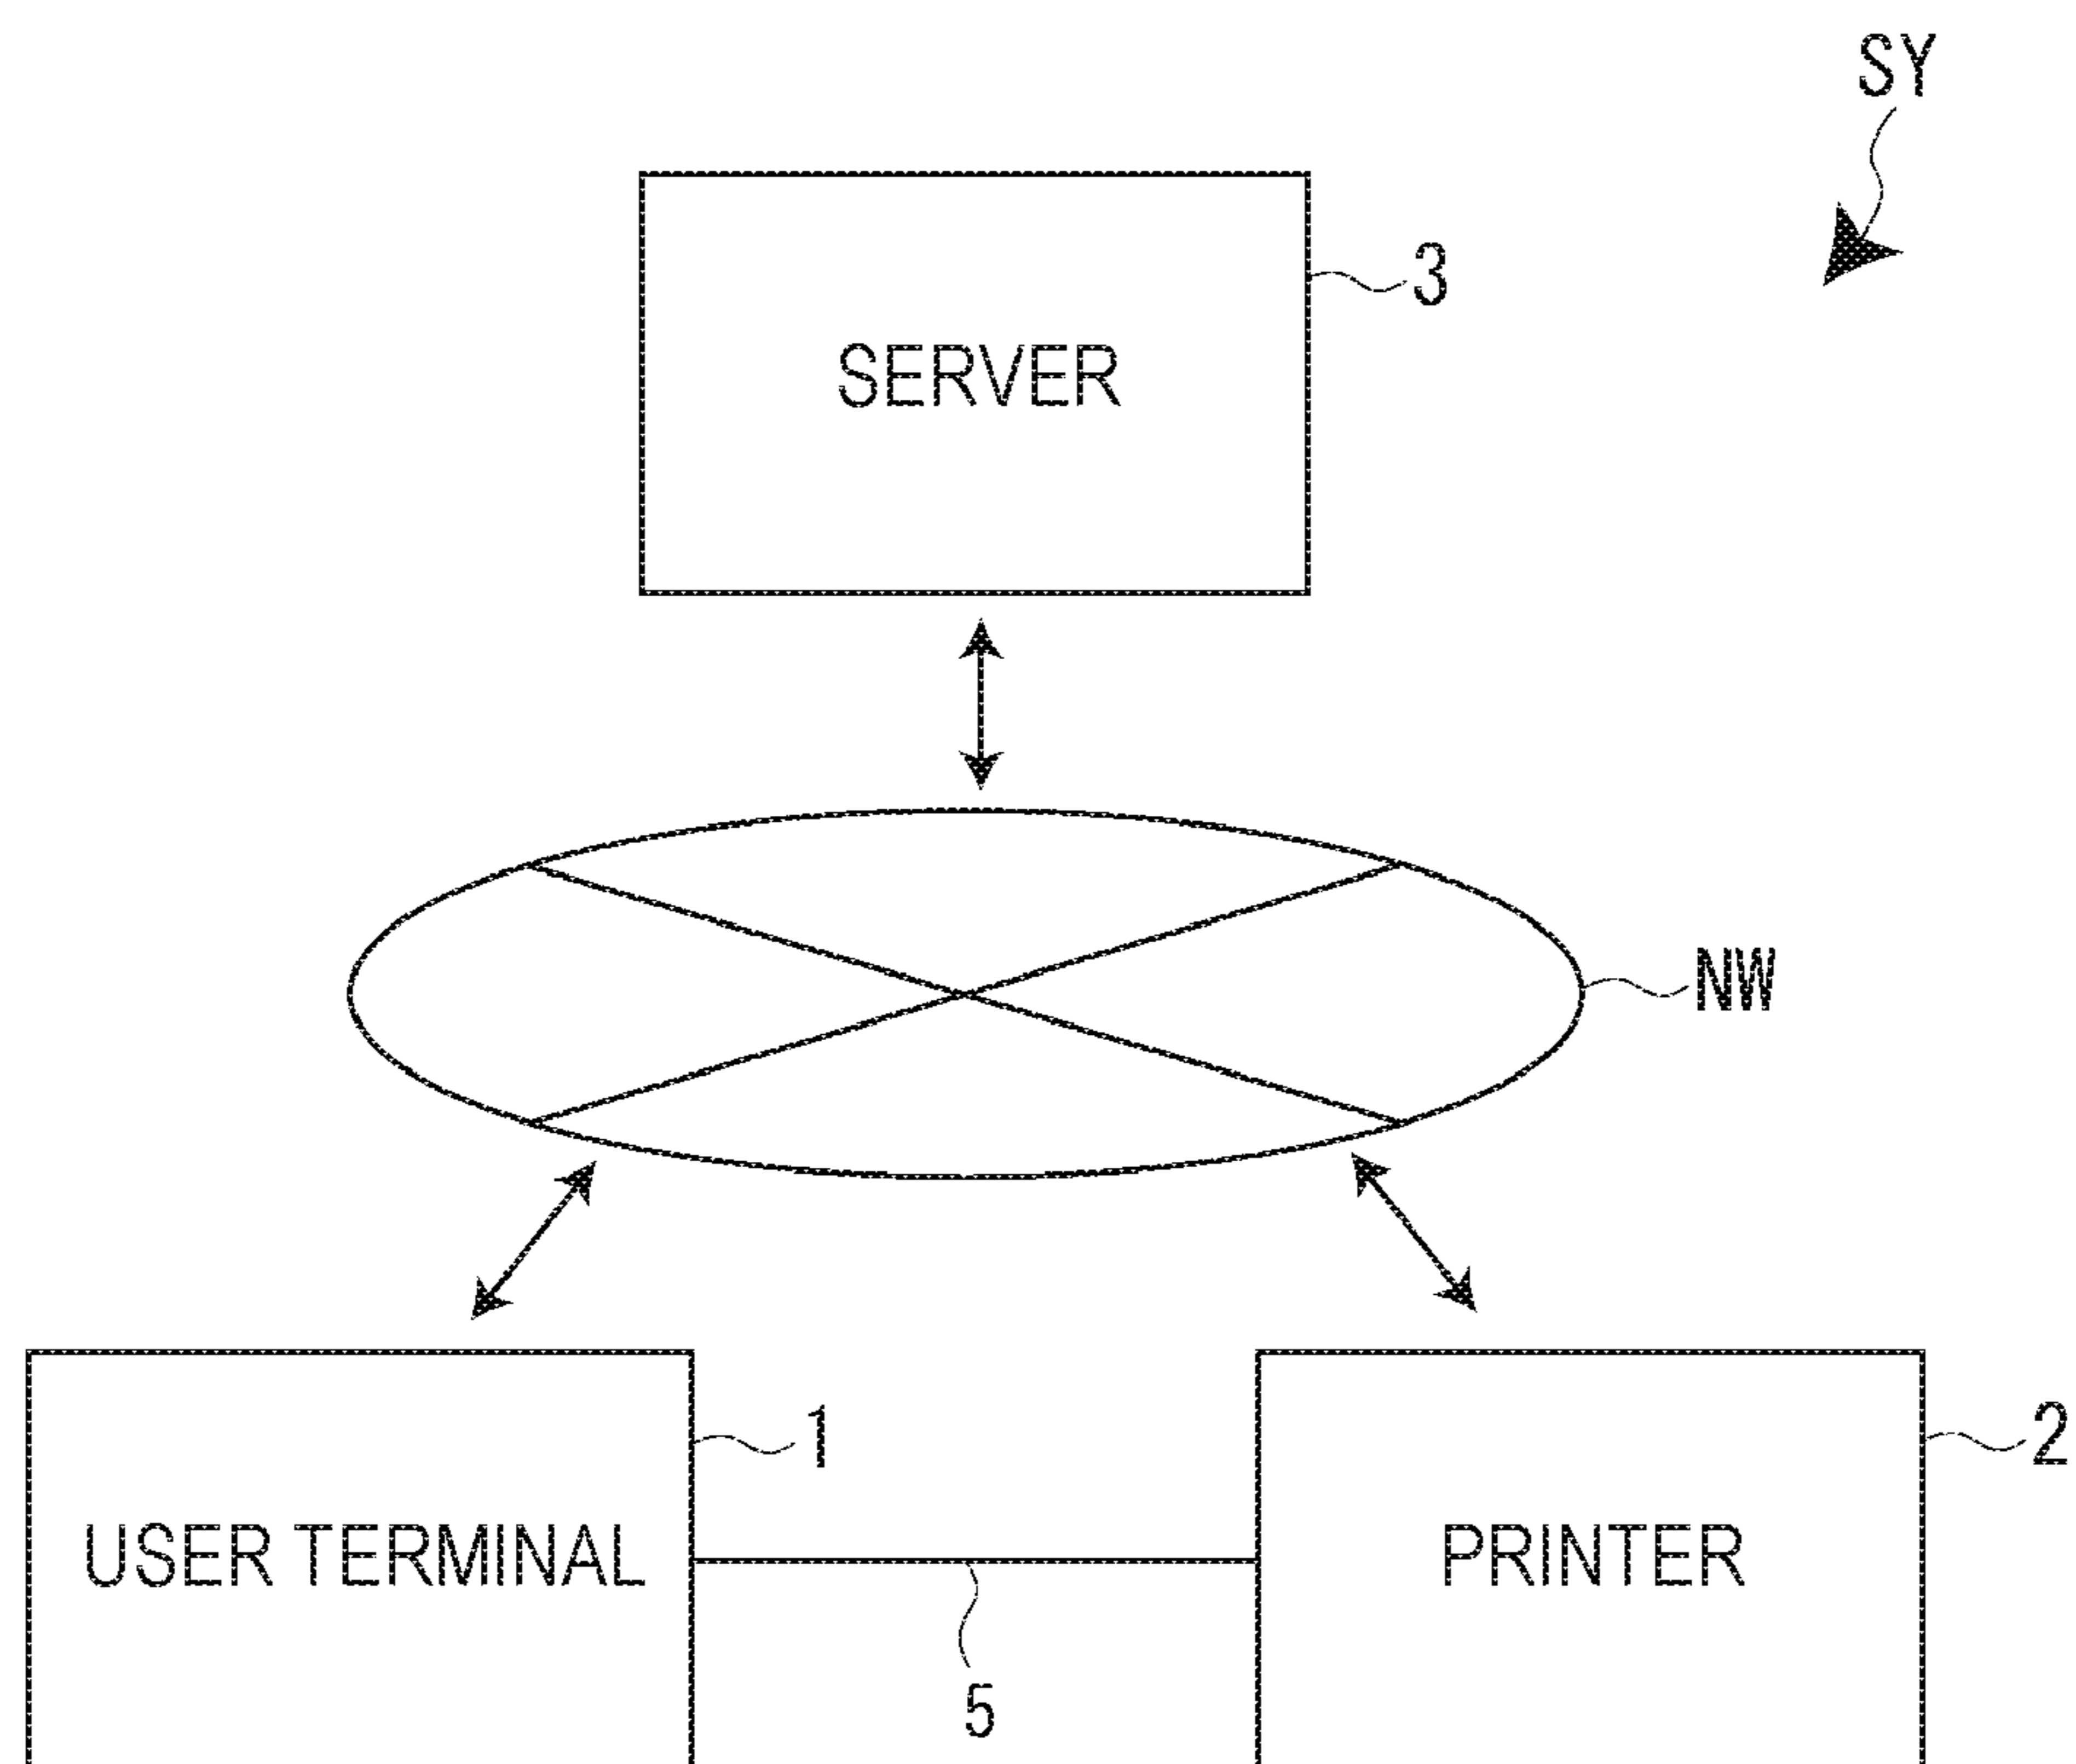 SY
3
SERVER
NW
1
2
USER TERMINAL
PRINTER
5